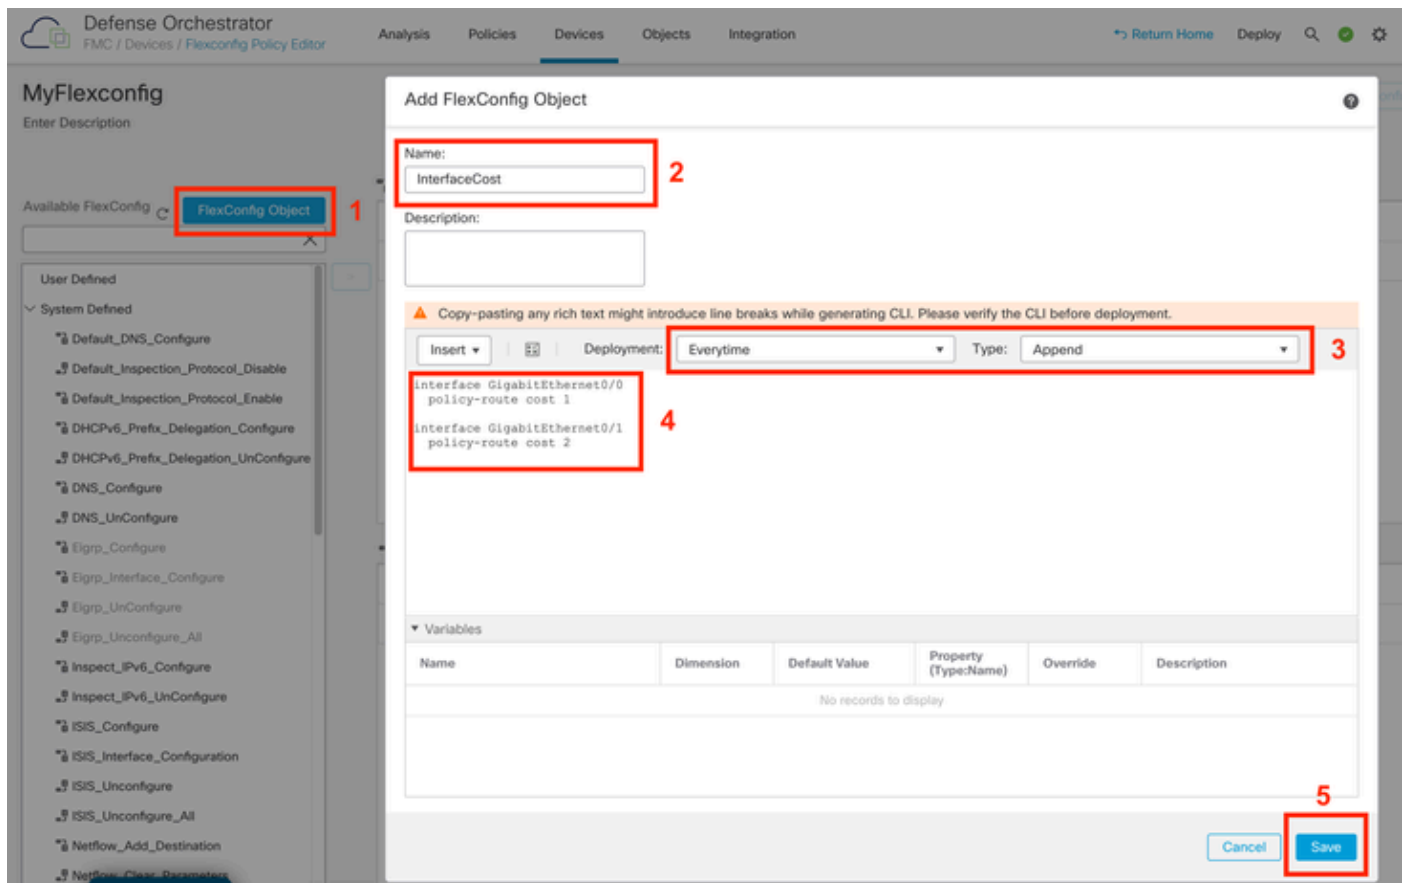 Defense Orchestrator
FMC / Devices / Flexconfig Policy Editor
Analysis
Policies
Devices
Objects
Integration
Return Home
Deploy
MyFlexconfig
Enter Description
Available FlexConfig
FlexConfig Object
1
User Defined
System Defined
Default_DNS_Configure
Default_Inspection_Protocol_Disable
Default_Inspection_Protocol_Enable
DHCPv6_Prefix_Delegation_Configure
DHCPv6_Prefix_Delegation_UnConfigure
DNS_Configure
DNS_UnConfigure
Eigrp_Configure
Eigrp_Interface_Configure
Eigrp_UnConfigure
Eigrp_Unconfigure_All
Inspect_IPv6_Configure
Inspect_IPv6_UnConfigure
ISIS_Configure
ISIS_Interface_Configuration
ISIS_Unconfigure
ISIS_Unconfigure_All
Netflow_Add_Destination
Netflow_Clear_Parameters
Add FlexConfig Object
Name:
InterfaceCost
2
Description:
Copy-pasting any rich text might introduce line breaks while generating CLI. Please verify the CLI before deployment.
Insert
Deployment:
Everytime
Type:
Append
3
interface GigabitEthernet0/0
policy-route cost 1
interface GigabitEthernet0/1
policy-route cost 2
4
Variables
Name
Dimension
Default Value
Property
(Type:Name)
Override
Description
No records to display
5
Cancel
Save